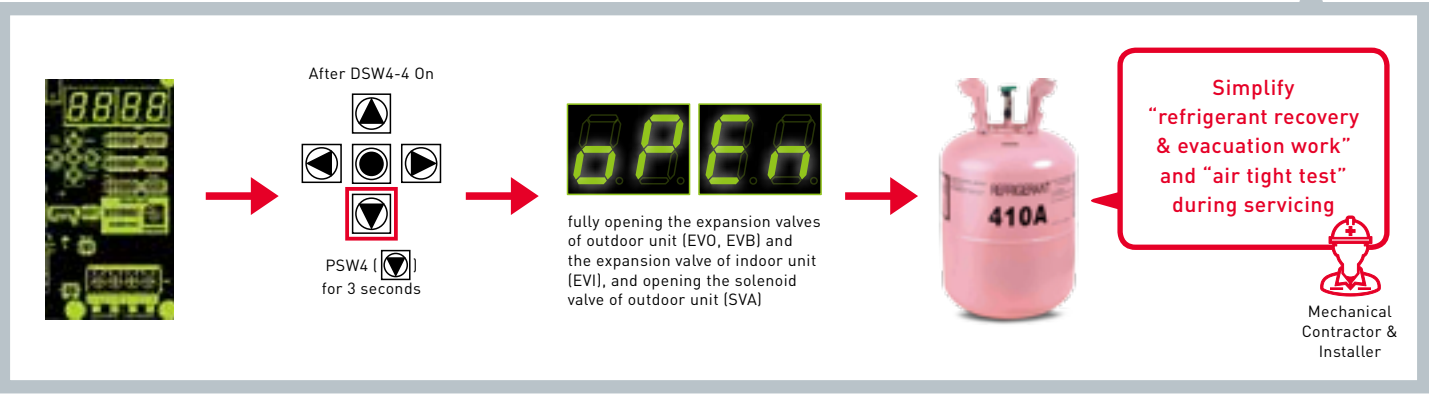 8888
After DSW4-4 On
PSW4 ( )
for 3 seconds
oPEn
fully opening the expansion valves
of outdoor unit (EVO, EVB) and
the expansion valve of indoor unit
(EVI), and opening the solenoid
valve of outdoor unit (SVA)
REFRIGERANT
410A
Simplify
“refrigerant recovery
& evacuation work”
and “air tight test”
during servicing
Mechanical
Contractor &
Installer